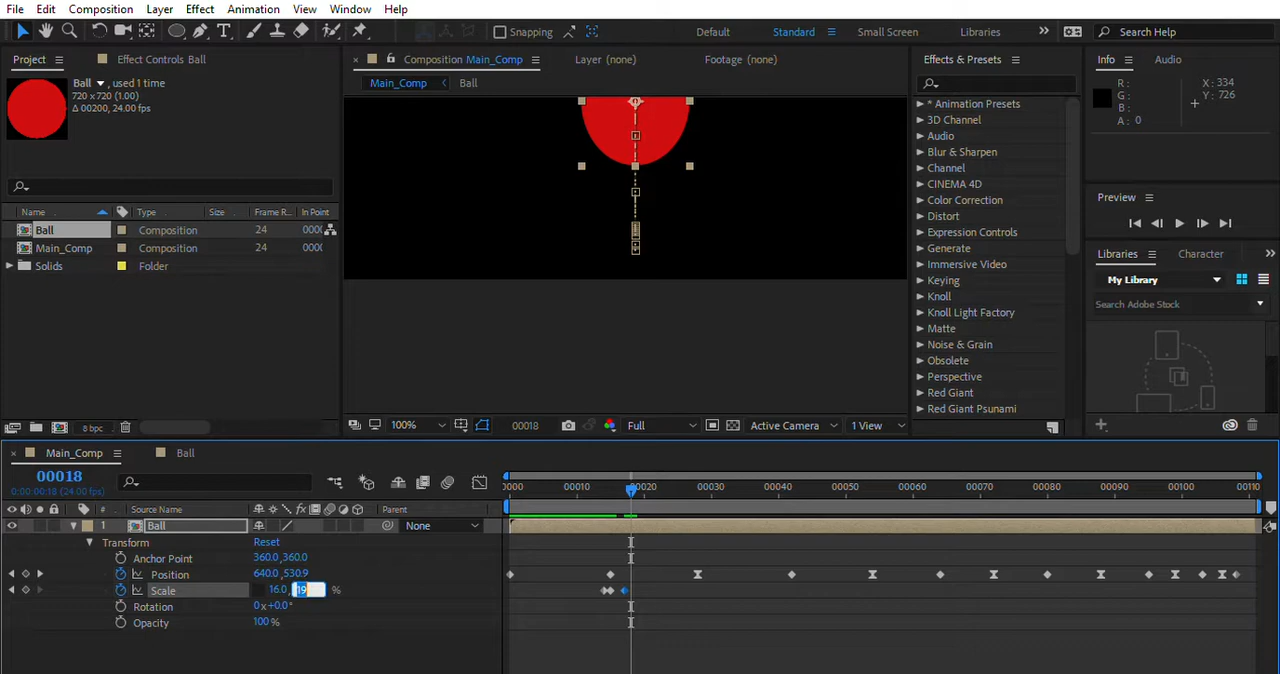 File Edit Composition Layer Effect Animation View Window Help
Snapping Default Standard Small Screen Libraries Search Help
Project Effect Controls Ball
Composition Main_Comp Layer (none) Footage (none)
Effects & Presets
Info Audio
Ball , used 1 time
720 x 720 (1.00)
Δ 00200, 24.00 fps
Main_Comp Ball
* Animation Presets
3D Channel
Audio
Blur & Sharpen
Channel
CINEMA 4D
Color Correction
Distort
Expression Controls
Generate
Immersive Video
Keying
Knoll
Knoll Light Factory
Matte
Noise & Grain
Obsolete
Perspective
Red Giant
Red Giant Psunami
R :
G :
B :
A : 0
X : 334
Y : 726
Preview
Libraries Character
My Library
Search Adobe Stock
Name Type Size Frame R... In Point
Ball Composition 24 000
Main_Comp Composition 24 000
Solids Folder
8 bpc
100% 00018 Full Active Camera 1 View
Main_Comp Ball
00018
0:00:00:18 (24.00 fps)
0000 00010 00020 00030 00040 00050 00060 00070 00080 00090 00100 00110
# Source Name Parent
1 Ball None
Transform Reset
Anchor Point 360.0,360.0
Position 640.0,530.9
Scale 16.0, 19 %
Rotation 0x+0.0°
Opacity 100 %